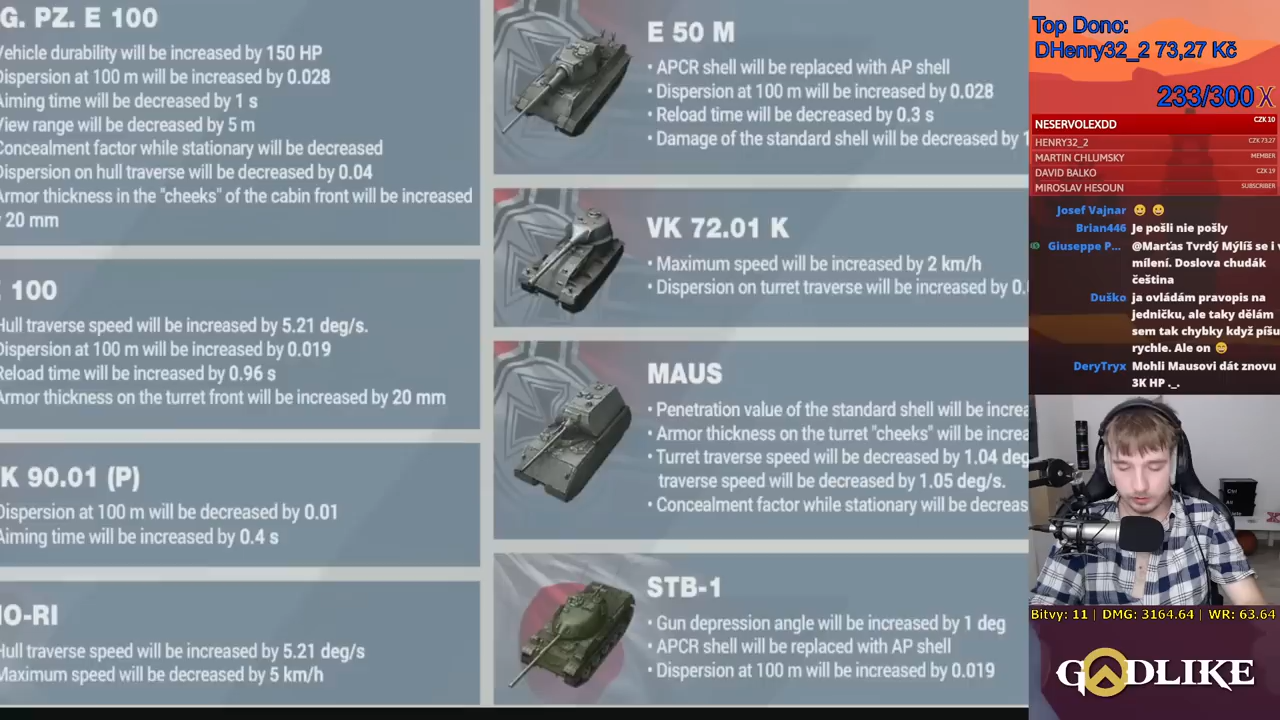 G. PZ. E 100
Vehicle durability will be increased by 150 HP
Dispersion at 100 m will be increased by 0.028
Aiming time will be decreased by 1 s
View range will be decreased by 5 m
Concealment factor while stationary will be decreased
Dispersion on hull traverse will be decreased by 0.04
Armor thickness in the "cheeks" of the cabin front will be increased
20 mm
100
Hull traverse speed will be increased by 5.21 deg/s.
Dispersion at 100 m will be increased by 0.019
Reload time will be increased by 0.96 s
Armor thickness on the turret front will be increased by 20 mm
K 90.01 (P)
Dispersion at 100 m will be decreased by 0.01
Aiming time will be increased by 0.4 s
HO-RI
Hull traverse speed will be increased by 5.21 deg/s
Maximum speed will be decreased by 5 km/h
E 50 M
• APCR shell will be replaced with AP shell
• Dispersion at 100 m will be increased by 0.028
• Reload time will be decreased by 0.3 s
• Damage of the standard shell will be decreased by 1
VK 72.01 K
• Maximum speed will be increased by 2 km/h
• Dispersion on turret traverse will be increased by 0.
MAUS
• Penetration value of the standard shell will be increa
• Armor thickness on the turret "cheeks" will be increa
• Turret traverse speed will be decreased by 1.04 deg
traverse speed will be decreased by 1.05 deg/s.
• Concealment factor while stationary will be decreas
STB-1
• Gun depression angle will be increased by 1 deg
• APCR shell will be replaced with AP shell
• Dispersion at 100 m will be increased by 0.019
Top Dono:
DHenry32_2 73,27 Kč
233/300 X
NESERVOLEXDD CZK 10
HENRY32_2 CZK 73.27
MARTIN CHLUMSKY MEMBER
DAVID BALKO CZK 19
MIROSLAV HESOUN SUBSCRIBER
Josef Vajnar 😀 😀
Brian446 Je pošli nie pošly
Giuseppe P... @Marťas Tvrdý Mýlíš se i v
mílení. Doslova chudák
čeština
Duško ja ovládám pravopis na
jedničku, ale taky dělám
sem tak chybky když píšu
rychle. Ale on 😄
DeryTryx Mohli Mausovi dát znovu
3K HP ._.
Bitvy: 11 | DMG: 3164.64 | WR: 63.64
GODLIKE